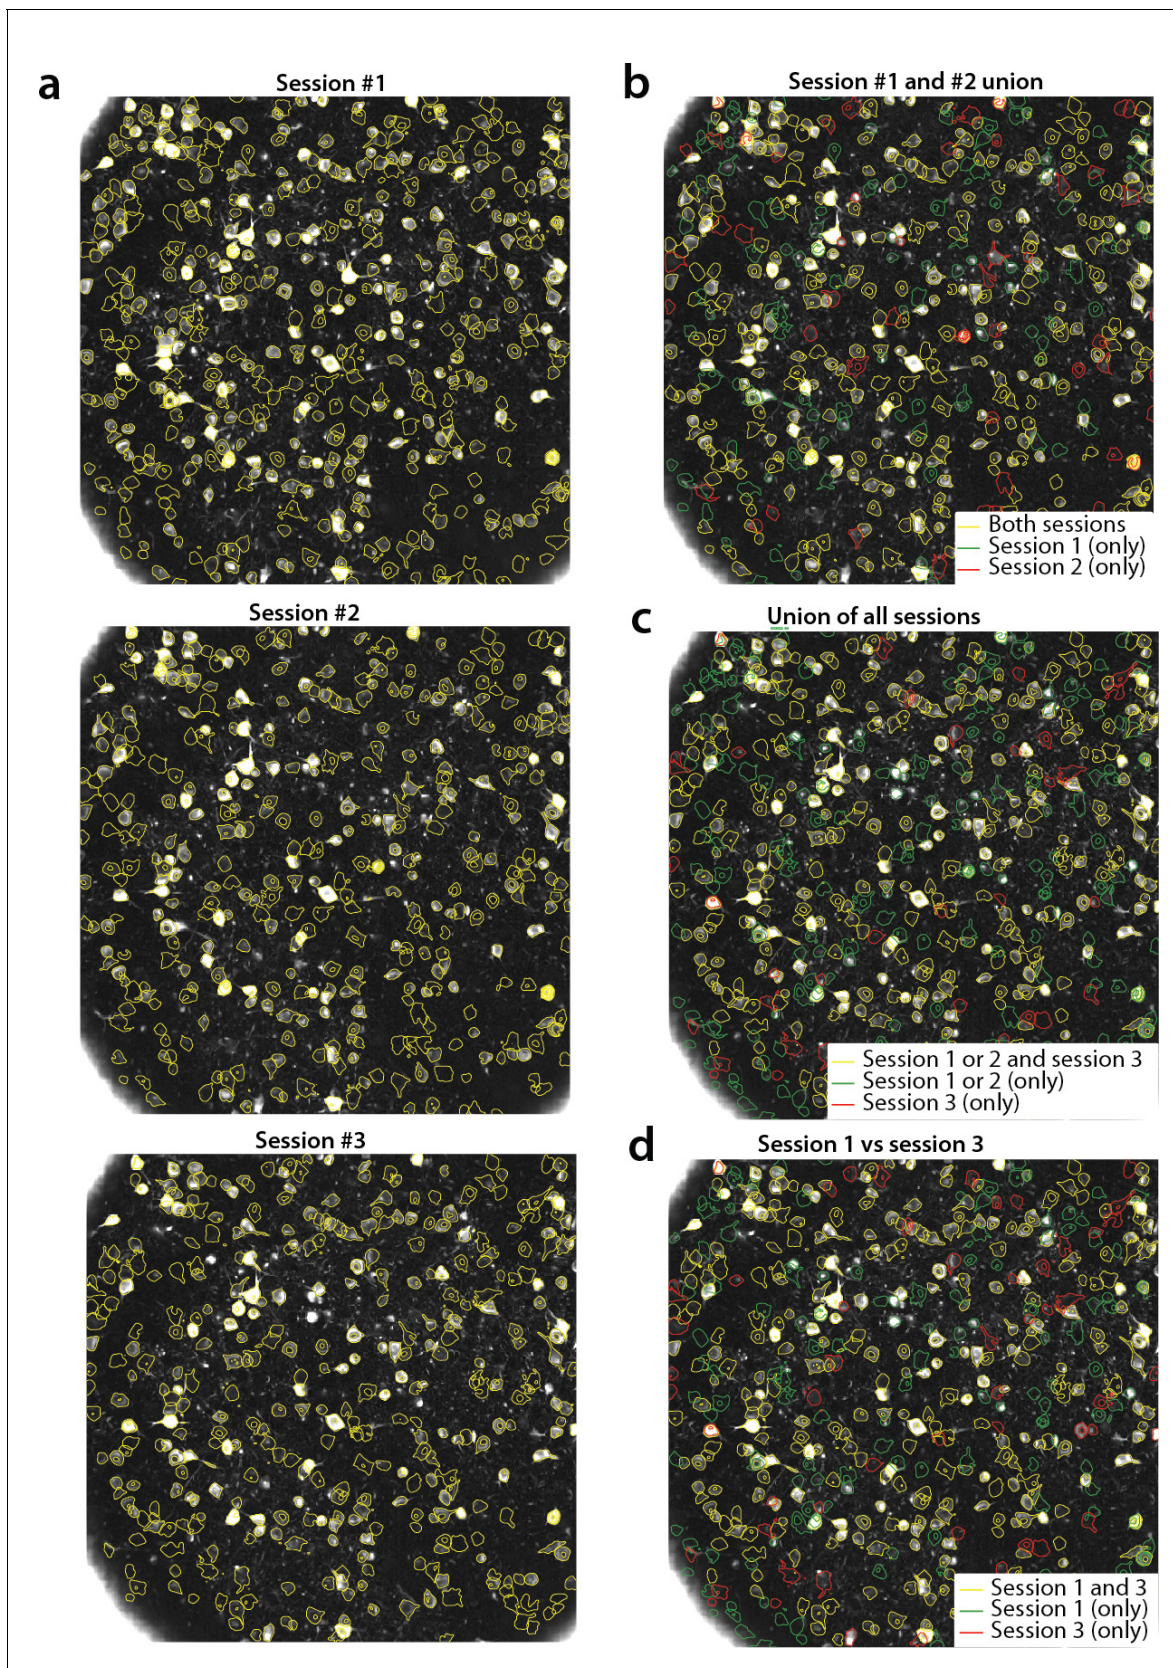 a
Session #1
b
Session #1 and #2 union
Both sessions
Session 1 (only)
Session 2 (only)
Session #2
c
Union of all sessions
Session 1 or 2 and session 3
Session 1 or 2 (only)
Session 3 (only)
Session #3
d
Session 1 vs session 3
Session 1 and 3
Session 1 (only)
Session 3 (only)